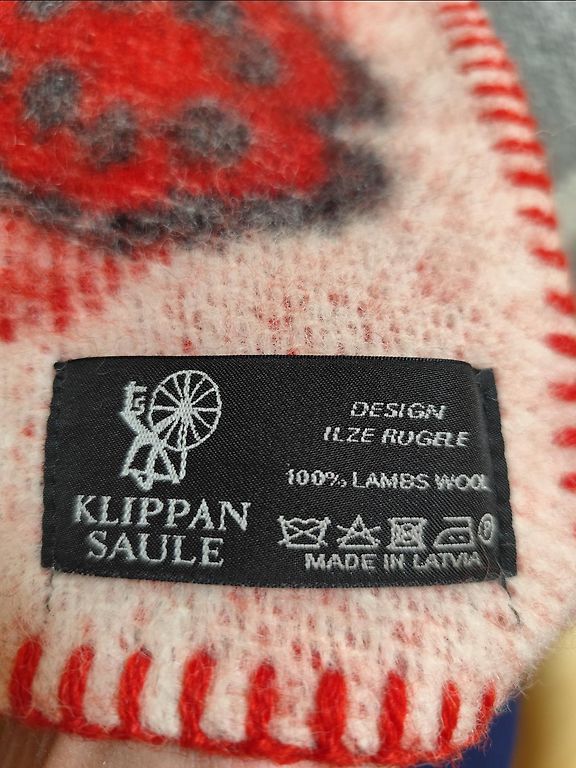 KLIPPAN
SAULE
DESIGN
ILZE RUGELE
100% LAMBS WOOL
MADE IN LATVIA